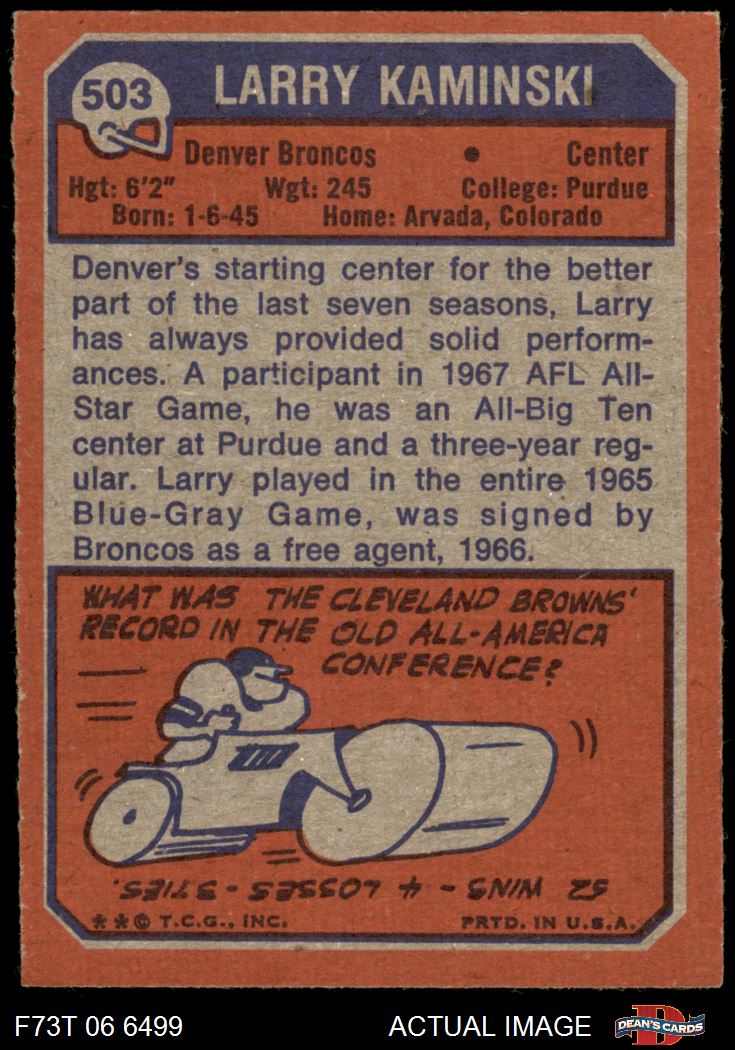 503
LARRY KAMINSKI
Denver Broncos • Center
Hgt: 6'2" Wgt: 245 College: Purdue
Born: 1-6-45 Home: Arvada, Colorado
Denver's starting center for the better
part of the last seven seasons, Larry
has always provided solid perform-
ances. A participant in 1967 AFL All-
Star Game, he was an All-Big Ten
center at Purdue and a three-year reg-
ular. Larry played in the entire 1965
Blue-Gray Game, was signed by
Broncos as a free agent, 1966.
WHAT WAS THE CLEVELAND BROWNS'
RECORD IN THE OLD ALL-AMERICA
CONFERENCE?
52 WINS - 4 LOSSES - 3 TIES.
**© T.C.G., INC. PRTD. IN U.S.A.
F73T 06 6499 ACTUAL IMAGE
D
DEAN'S CARDS